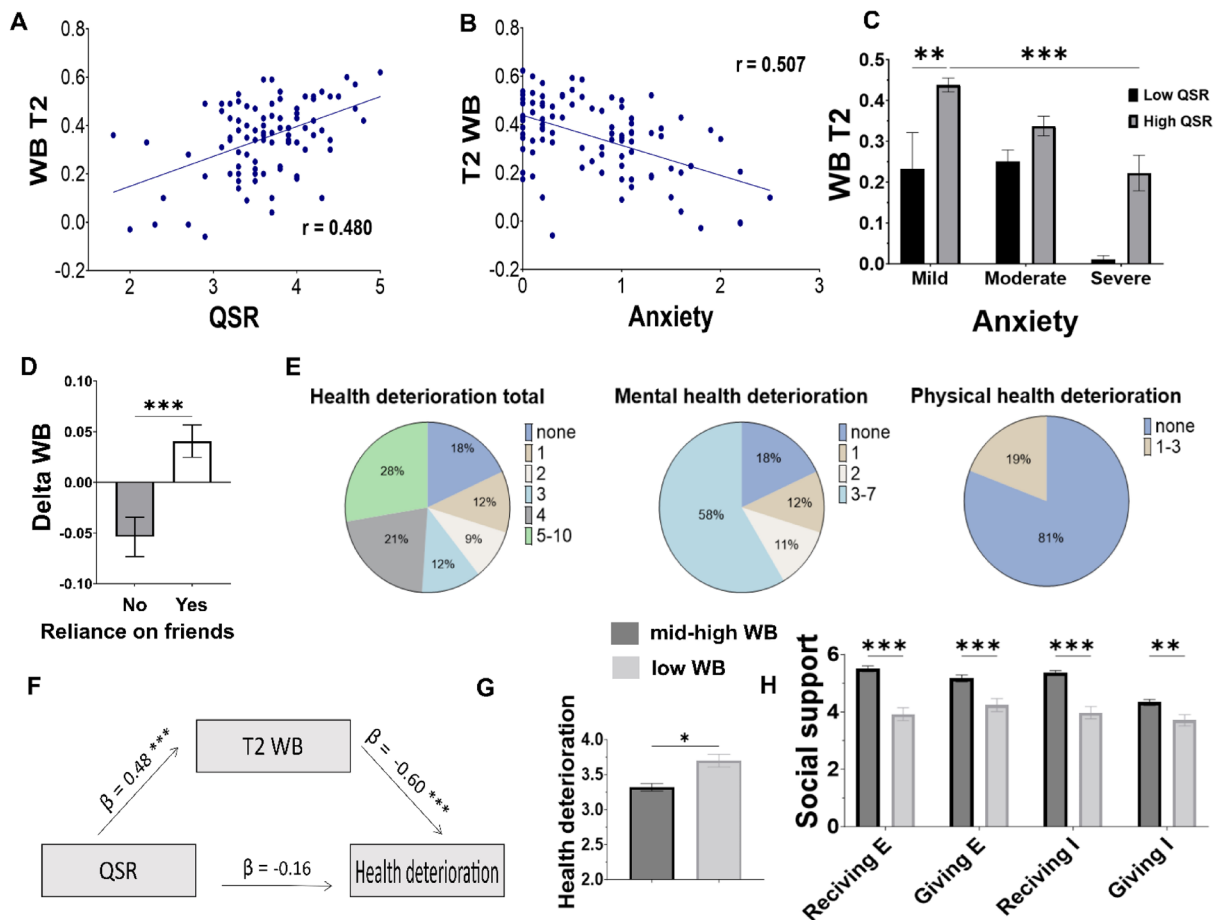 A
WB T2
0.8
0.6
0.4
0.2
0.0
-0.2
2
3
4
5
r = 0.480
QSR
B
T2 WB
0.8
0.6
0.4
0.2
0.0
-0.2
0
1
2
3
r = 0.507
Anxiety
C
WB T2
0.5
0.4
0.3
0.2
0.1
0.0
**
***
Low QSR
High QSR
Mild
Moderate
Severe
Anxiety
D
Delta WB
0.10
0.05
0.00
-0.05
-0.10
***
No
Yes
Reliance on friends
E
Health deterioration total
18%
12%
9%
12%
21%
28%
none
1
2
3
4
5-10
Mental health deterioration
18%
12%
11%
58%
none
1
2
3-7
Physical health deterioration
19%
81%
none
1-3
mid-high WB
low WB
F
T2 WB
β = 0.48 ***
β = -0.60 ***
QSR
β = -0.16
Health deterioration
G
Health deterioration
4.0
3.5
3.0
2.5
2.0
*
H
Social support
6
4
2
0
***
***
***
**
Reciving E
Giving E
Reciving I
Giving I